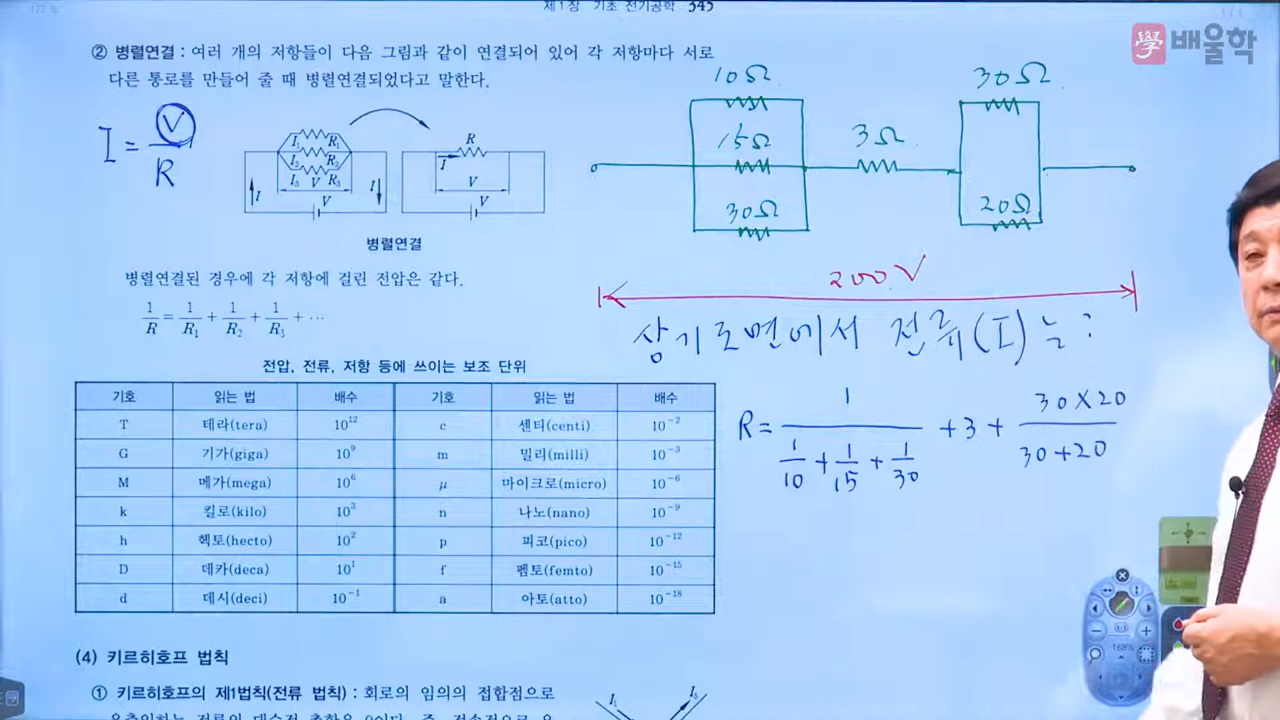 제1장 기초 전기공학 345
學 배울학
② 병렬연결 : 여러 개의 저항들이 다음 그림과 같이 연결되어 있어 각 저항마다 서로
다른 통로를 만들어 줄 때 병렬연결되었다고 말한다.
I = V/R
I₁ R₁
I₂ R₂
I₃ R₃
I V I
V
R
I
V
V
병렬연결
병렬연결된 경우에 각 저항에 걸린 전압은 같다.
1/R = 1/R₁ + 1/R₂ + 1/R₃ + ⋯
전압, 전류, 저항 등에 쓰이는 보조 단위
기호 읽는 법 배수 기호 읽는 법 배수
T 테라(tera) 10¹² c 센티(centi) 10⁻²
G 기가(giga) 10⁹ m 밀리(milli) 10⁻³
M 메가(mega) 10⁶ μ 마이크로(micro) 10⁻⁶
k 킬로(kilo) 10³ n 나노(nano) 10⁻⁹
h 헥토(hecto) 10² p 피코(pico) 10⁻¹²
D 데카(deca) 10¹ f 펨토(femto) 10⁻¹⁵
d 데시(deci) 10⁻¹ a 아토(atto) 10⁻¹⁸
(4) 키르히호프 법칙
① 키르히호프의 제1법칙(전류 법칙) : 회로의 임의의 접합점으로
I₁ I₃
10Ω 30Ω
15Ω 3Ω
30Ω 20Ω
200V
상기 도면에서 전류(I)는:
R = 1/(1/10 + 1/15 + 1/30) + 3 + (30×20)/(30+20)
168%